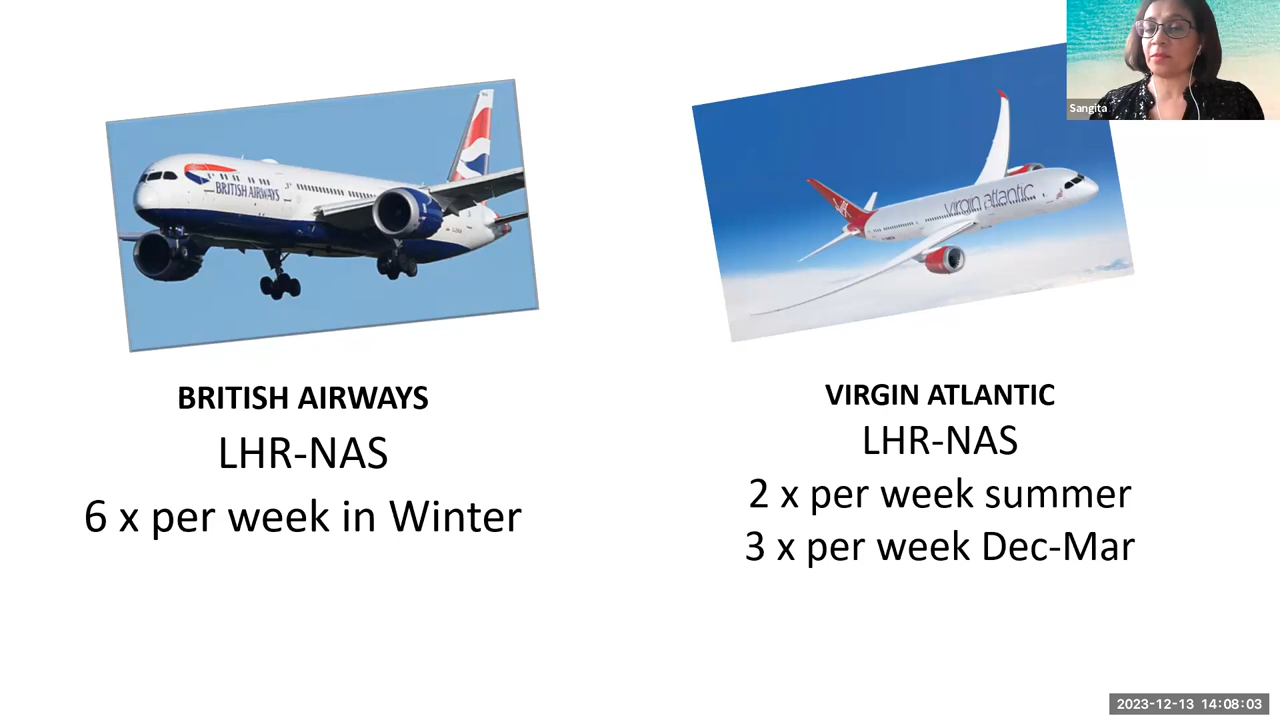 Sangita
BRITISH AIRWAYS
virgin atlantic
BRITISH AIRWAYS
LHR-NAS
6 x per week in Winter
VIRGIN ATLANTIC
LHR-NAS
2 x per week summer
3 x per week Dec-Mar
2023-12-13 14:08:03